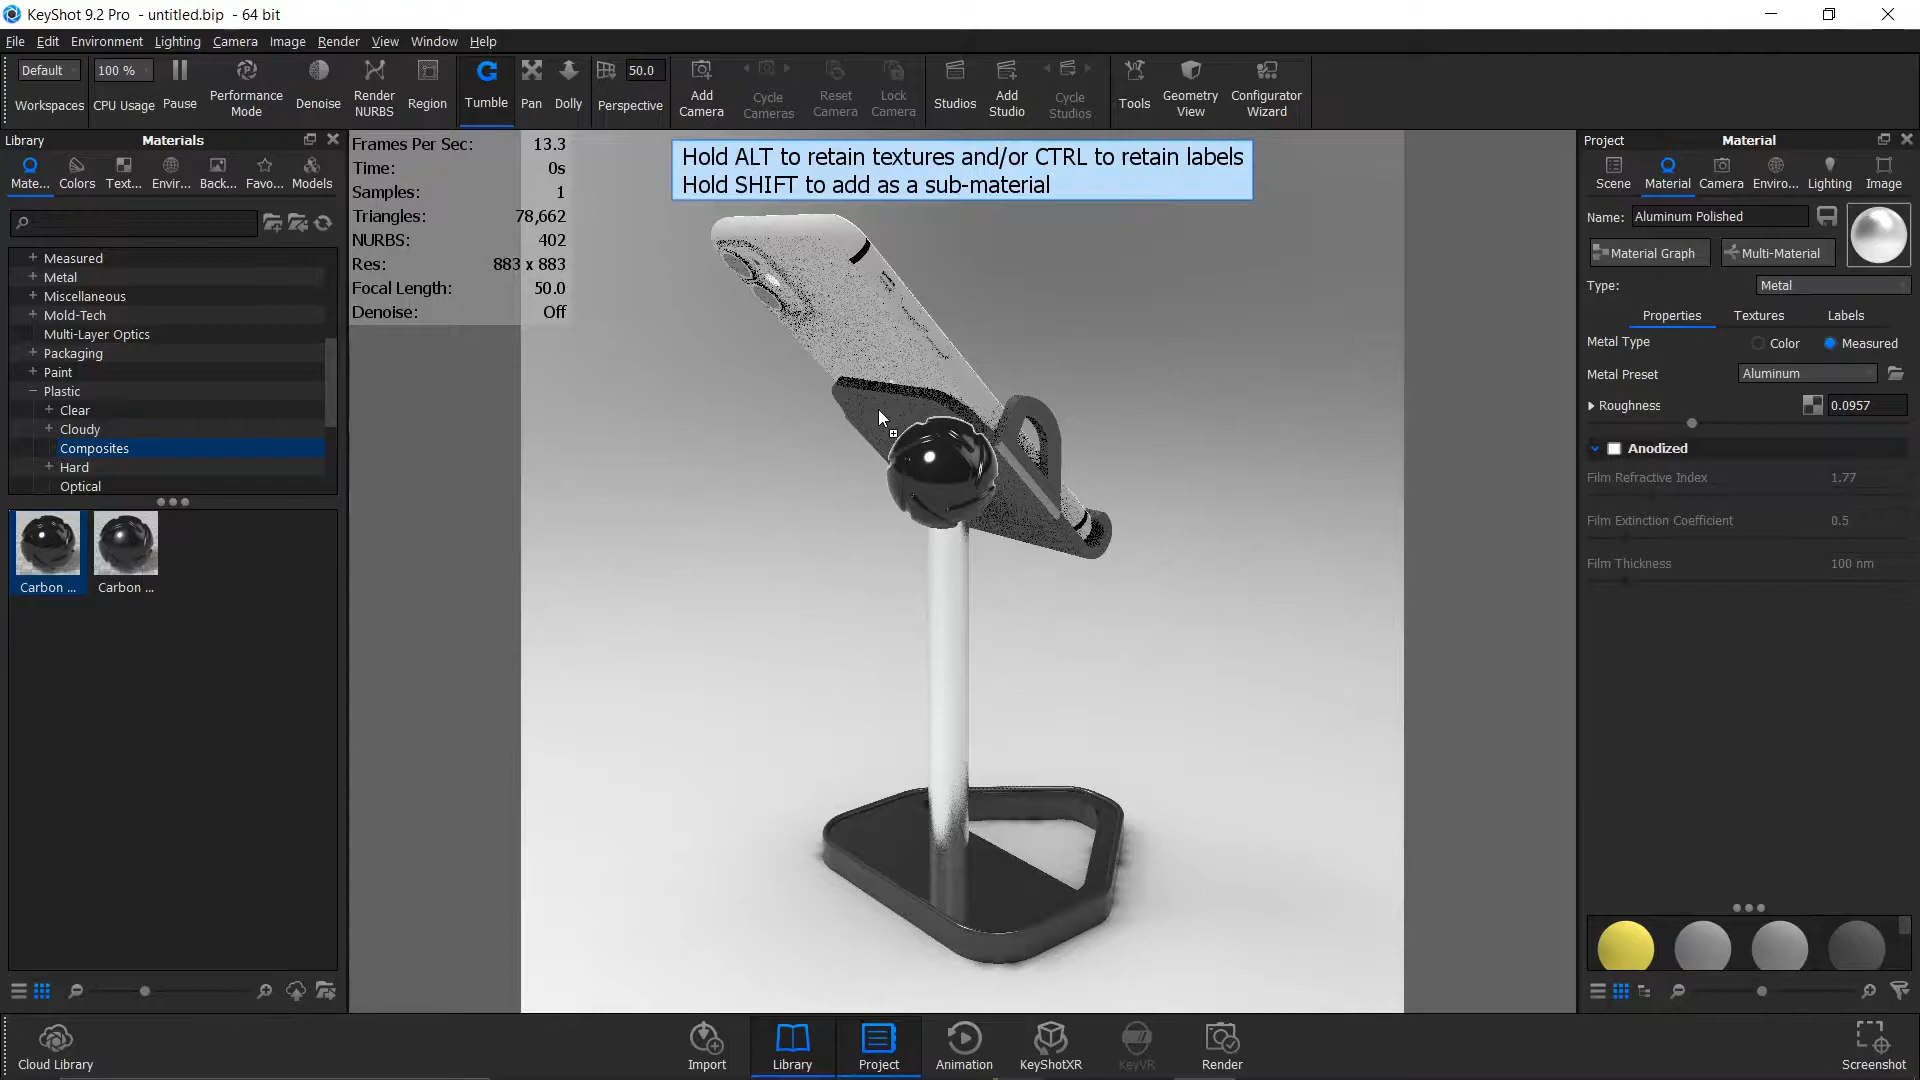 KeyShot 9.2 Pro - untitled.bip - 64 bit
File Edit Environment Lighting Camera Image Render View Window Help
Default 100 % 50.0
Workspaces CPU Usage Pause Performance Mode Denoise Render NURBS Region Tumble Pan Dolly Perspective Add Camera Cycle Cameras Reset Camera Lock Camera Studios Add Studio Cycle Studios Tools Geometry View Configurator Wizard
Library Materials
Mate... Colors Text... Envir... Back... Favo... Models
Measured
Metal
Miscellaneous
Mold-Tech
Multi-Layer Optics
Packaging
Paint
Plastic
Clear
Cloudy
Composites
Hard
Optical
Carbon ... Carbon ...
Frames Per Sec: 13.3
Time: 0s
Samples: 1
Triangles: 78,662
NURBS: 402
Res: 883 x 883
Focal Length: 50.0
Denoise: Off
Hold ALT to retain textures and/or CTRL to retain labels
Hold SHIFT to add as a sub-material
Project Material
Scene Material Camera Enviro... Lighting Image
Name: Aluminum Polished
Material Graph Multi-Material
Type: Metal
Properties Textures Labels
Metal Type Color Measured
Metal Preset Aluminum
Roughness 0.0957
Anodized
Film Refractive Index 1.77
Film Extinction Coefficient 0.5
Film Thickness 100 nm
Cloud Library Import Library Project Animation KeyShotXR KeyVR Render Screenshot